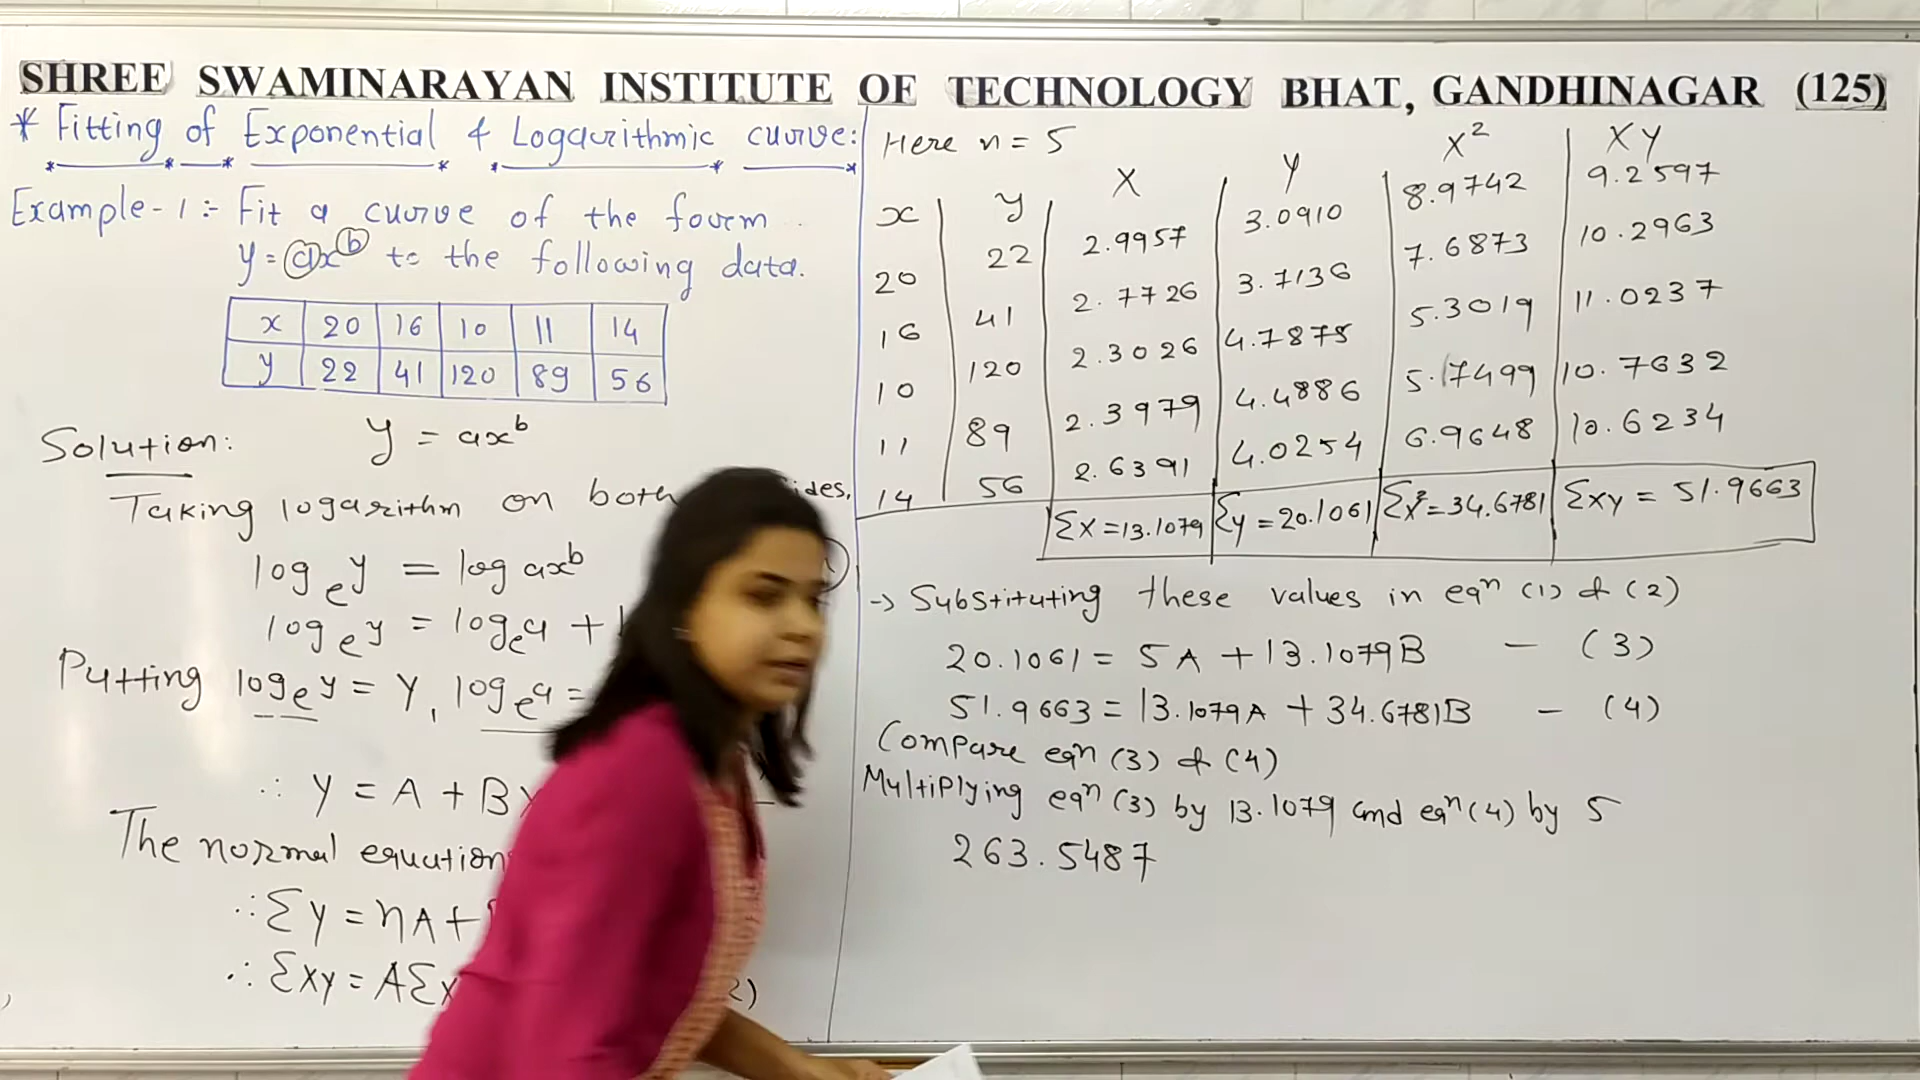 SHREE SWAMINARAYAN INSTITUTE OF TECHNOLOGY BHAT, GANDHINAGAR (125)
* Fitting of Exponential & Logarithmic curve:
Example-1 :- Fit a curve of the form
y = ax^b to the following data.
x 20 16 10 11 14
y 22 41 120 89 56
Solution: y = ax^b
Taking logarithm on both sides,
log_e y = log ax^b
log_e y = log_e a +
Putting log_e y = Y, log_e a =
∴ Y = A + BX
The normal equation
∴ Σy = nA +
∴ Σxy = AΣx 2)
Here n = 5
x y X Y X² XY
20 22 2.9957 3.0910 8.9742 9.2597
16 41 2.7726 3.7136 7.6873 10.2963
10 120 2.3026 4.7875 5.3019 11.0237
11 89 2.3979 4.4886 5.7499 10.7632
14 56 2.6391 4.0254 6.9648 10.6234
Σx = 13.1079 Σy = 20.1061 Σx² = 34.6781 Σxy = 51.9663
-> Substituting these values in eqn (1) & (2)
20.1061 = 5A + 13.1079B — (3)
51.9663 = 13.1079A + 34.6781B — (4)
Compare eqn (3) & (4)
Multiplying eqn (3) by 13.1079 and eqn (4) by 5
263.5487